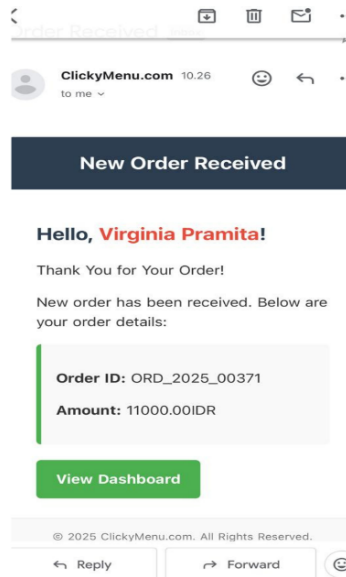 Order Received
ClickyMenu.com 10.26
to me
New Order Received
Hello, Virginia Pramita!
Thank You for Your Order!
New order has been received. Below are
your order details:
Order ID: ORD_2025_00371
Amount: 11000.00IDR
View Dashboard
© 2025 ClickyMenu.com. All Rights Reserved.
Reply
Forward